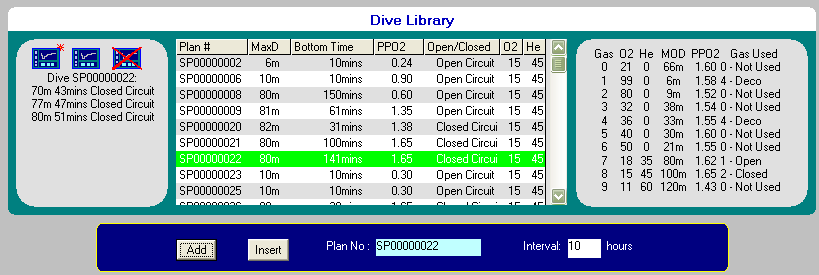 Dive Library
Dive SP00000022:
70m 43mins Closed Circuit
77m 47mins Closed Circuit
80m 51mins Closed Circuit
Plan # MaxD Bottom Time PPO2 Open/Closed O2 He
SP00000002 6m 10mins 0.24 Open Circuit 15 45
SP00000006 10m 10mins 0.90 Open Circuit 15 45
SP00000008 80m 150mins 0.60 Open Circuit 15 45
SP00000009 81m 61mins 1.35 Open Circuit 15 45
SP00000020 82m 31mins 1.38 Closed Circui 15 45
SP00000021 80m 100mins 1.65 Closed Circui 15 45
SP00000022 80m 141mins 1.65 Closed Circui 15 45
SP00000023 10m 10mins 0.30 Open Circuit 15 45
SP00000025 10m 10mins 0.30 Open Circuit 15 45
Gas O2 He MOD PPO2 Gas Used
0 21 0 66m 1.60 0 - Not Used
1 99 0 6m 1.58 4 - Deco
2 80 0 9m 1.52 0 - Not Used
3 32 0 38m 1.54 0 - Not Used
4 36 0 33m 1.55 4 - Deco
5 40 0 30m 1.60 0 - Not Used
6 50 0 21m 1.55 0 - Not Used
7 18 35 80m 1.62 1 - Open
8 15 45 100m 1.65 2 - Closed
9 11 60 120m 1.43 0 - Not Used
Add Insert Plan No : SP00000022 Interval: 10 hours